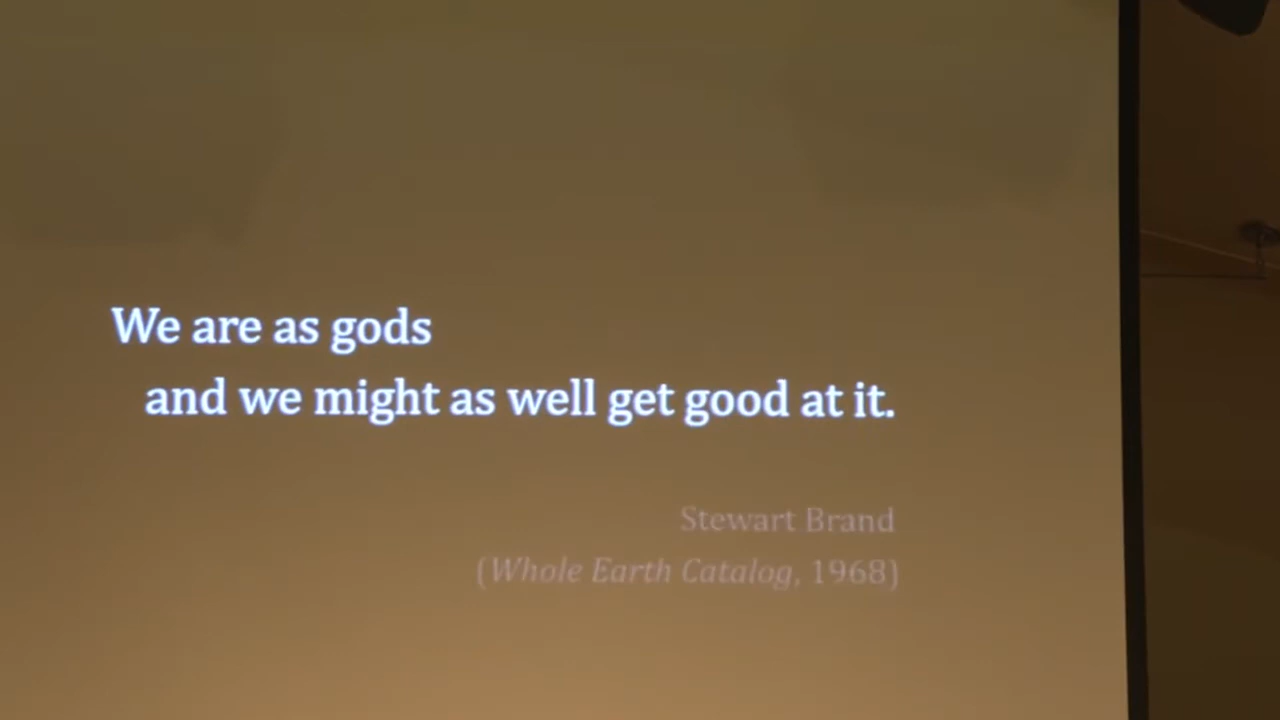 We are as gods
and we might as well get good at it.
Stewart Brand
(Whole Earth Catalog, 1968)